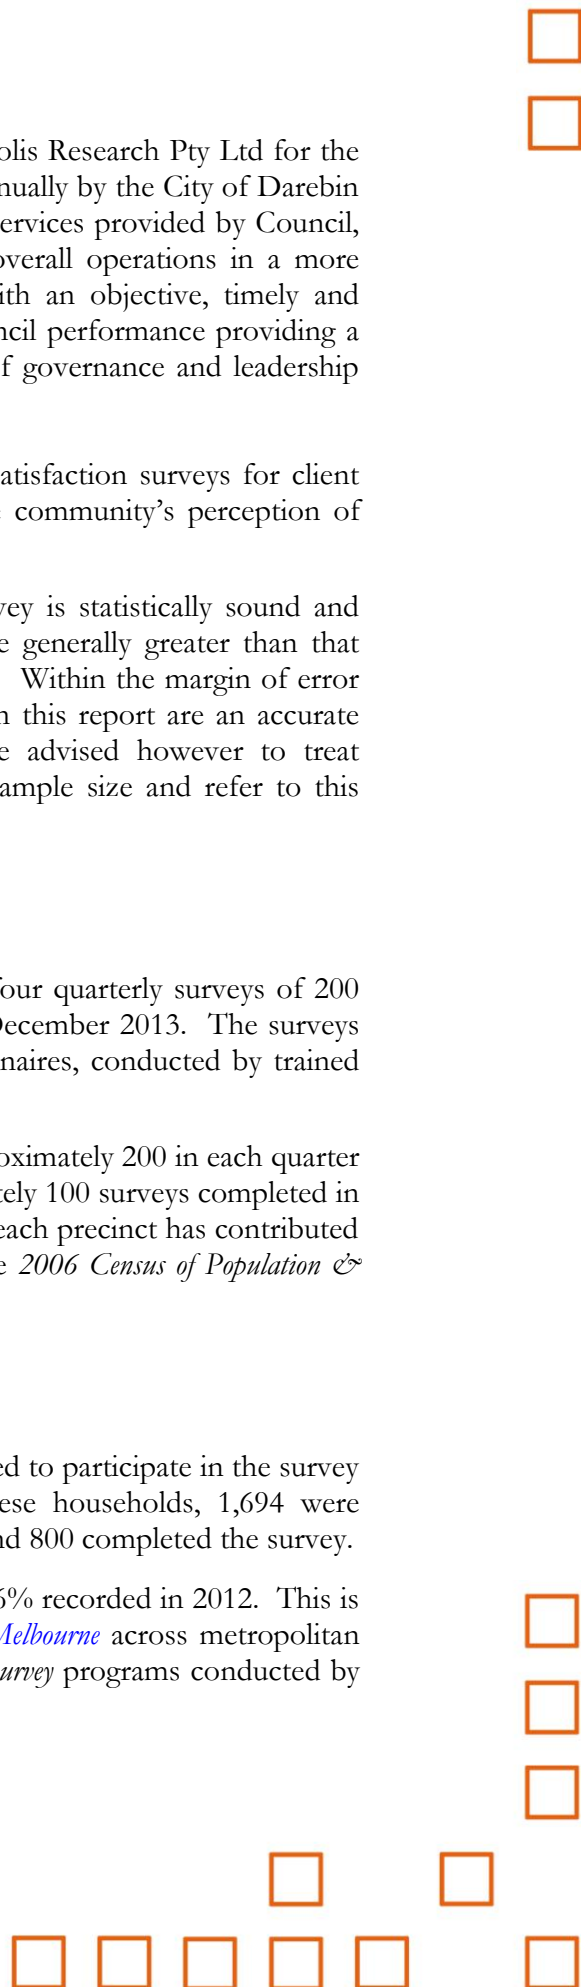 olis Research Pty Ltd for the
nually by the City of Darebin
ervices provided by Council,
overall operations in a more
ith an objective, timely and
ncil performance providing a
f governance and leadership
atisfaction surveys for client
community's perception of
vey is statistically sound and
e generally greater than that
Within the margin of error
n this report are an accurate
e advised however to treat
ample size and refer to this
four quarterly surveys of 200
December 2013. The surveys
naires, conducted by trained
oximately 200 in each quarter
tely 100 surveys completed in
each precinct has contributed
e 2006 Census of Population &
ed to participate in the survey
ese households, 1,694 were
nd 800 completed the survey.
6% recorded in 2012. This is
Melbourne across metropolitan
urvey programs conducted by